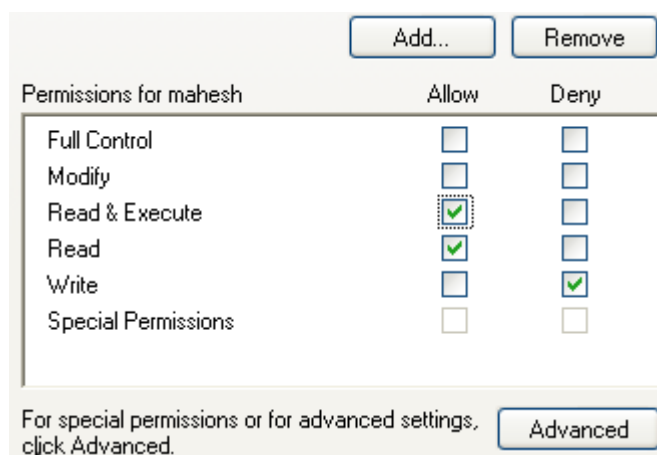 Add... Remove
Permissions for mahesh Allow Deny
Full Control
Modify
Read & Execute
Read
Write
Special Permissions
For special permissions or for advanced settings,
click Advanced.
Advanced